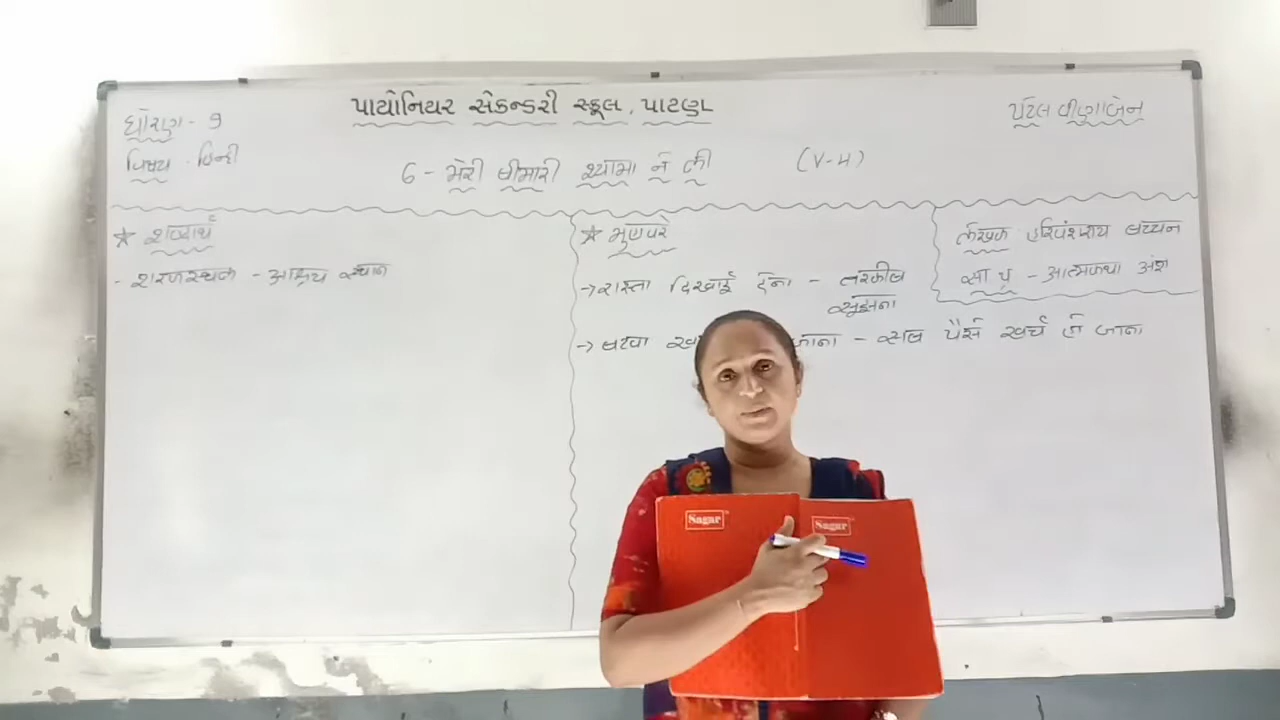 ધોરણ - 9
પાયોનિયર સેકન્ડરી સ્કૂલ, પાટણ
પટેલ વીણાબેન
વિષય - હિન્દી
6 - मेरी बीमारी श्यामा ने ली
(V-4)
★ शब्दार्थ
- शरणस्थल - आश्रय स्थान
★ मुहावरे
→ रास्ता दिखाई देना - तरकीब
सूझना
→ बटवा जाना - सब पैसे खर्च हो जाना
लेखक हरिवंशराय बच्चन
सा प्र - आत्मकथा अंश
Sagar
Sagar